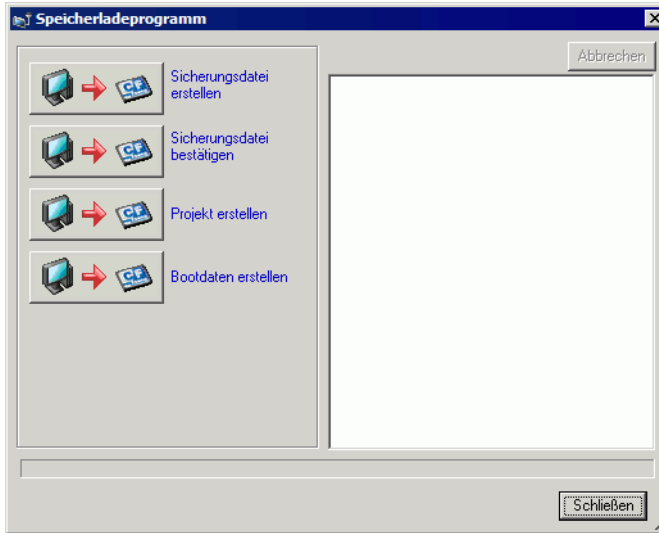 Speicherladeprogramm
Abbrechen
Sicherungsdatei
erstellen
Sicherungsdatei
bestätigen
Projekt erstellen
Bootdaten erstellen
Schließen